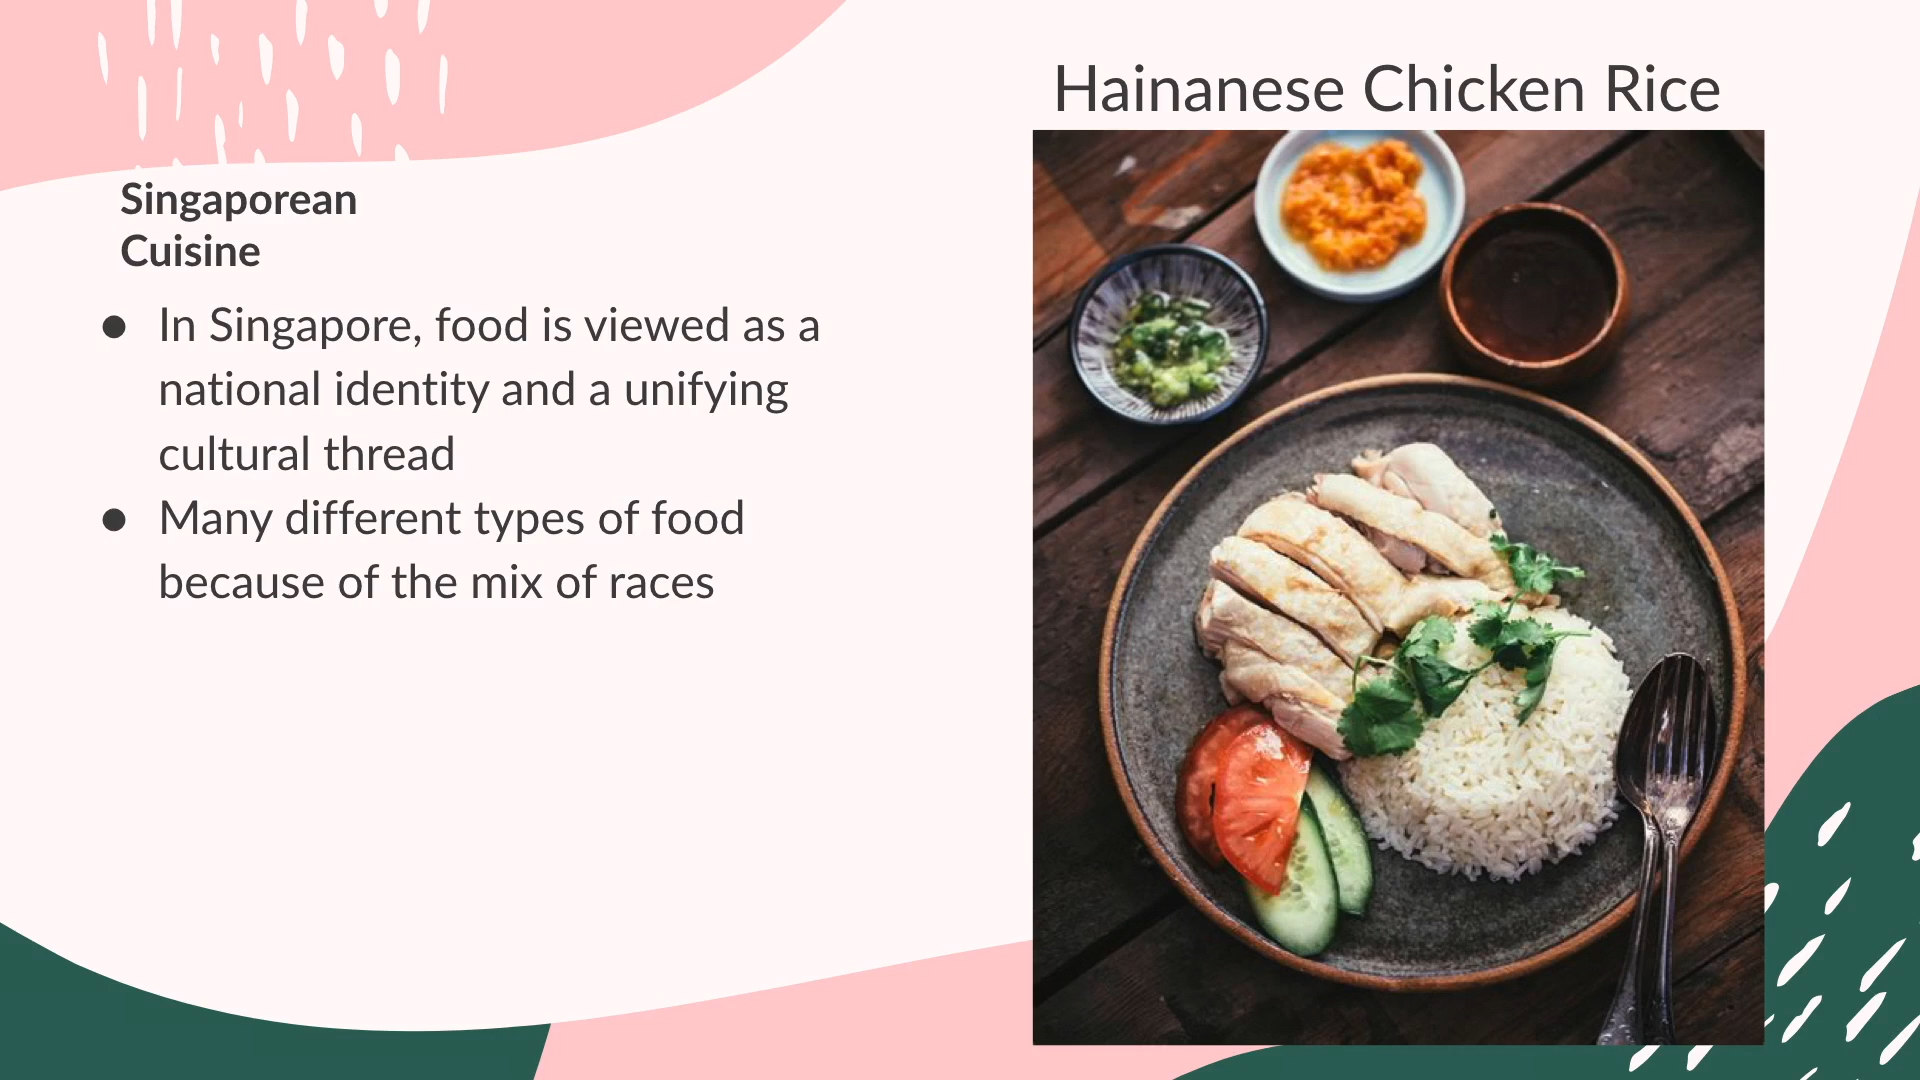 Hainanese Chicken Rice
Singaporean
Cuisine
● In Singapore, food is viewed as a
national identity and a unifying
cultural thread
● Many different types of food
because of the mix of races